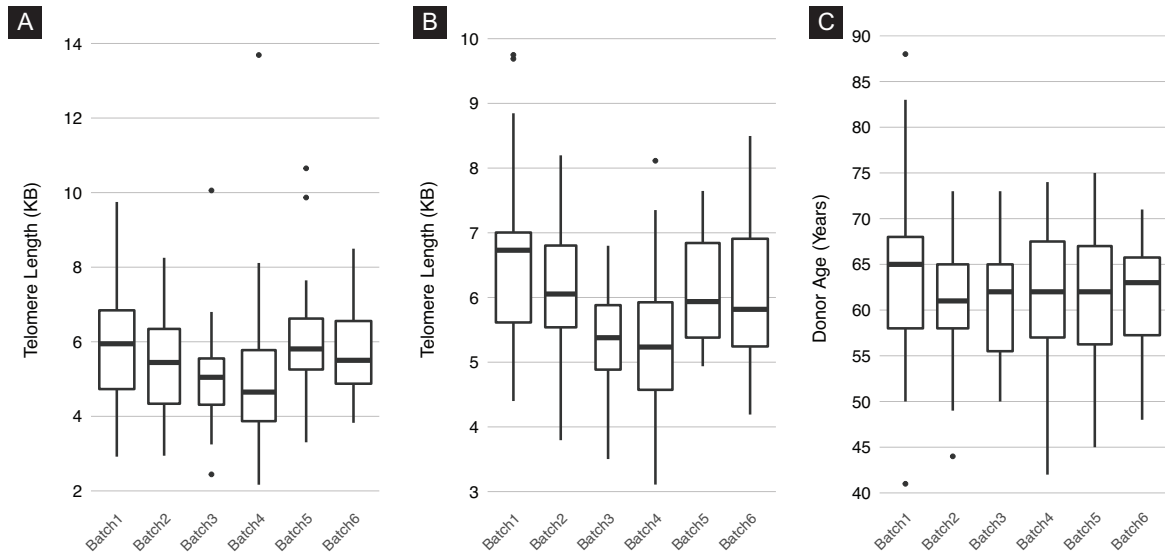 A
Telomere Length (KB)
14
12
10
8
6
4
2
Batch1
Batch2
Batch3
Batch4
Batch5
Batch6
B
Telomere Length (KB)
10
9
8
7
6
5
4
3
Batch1
Batch2
Batch3
Batch4
Batch5
Batch6
C
Donor Age (Years)
90
85
80
75
70
65
60
55
50
45
40
Batch1
Batch2
Batch3
Batch4
Batch5
Batch6